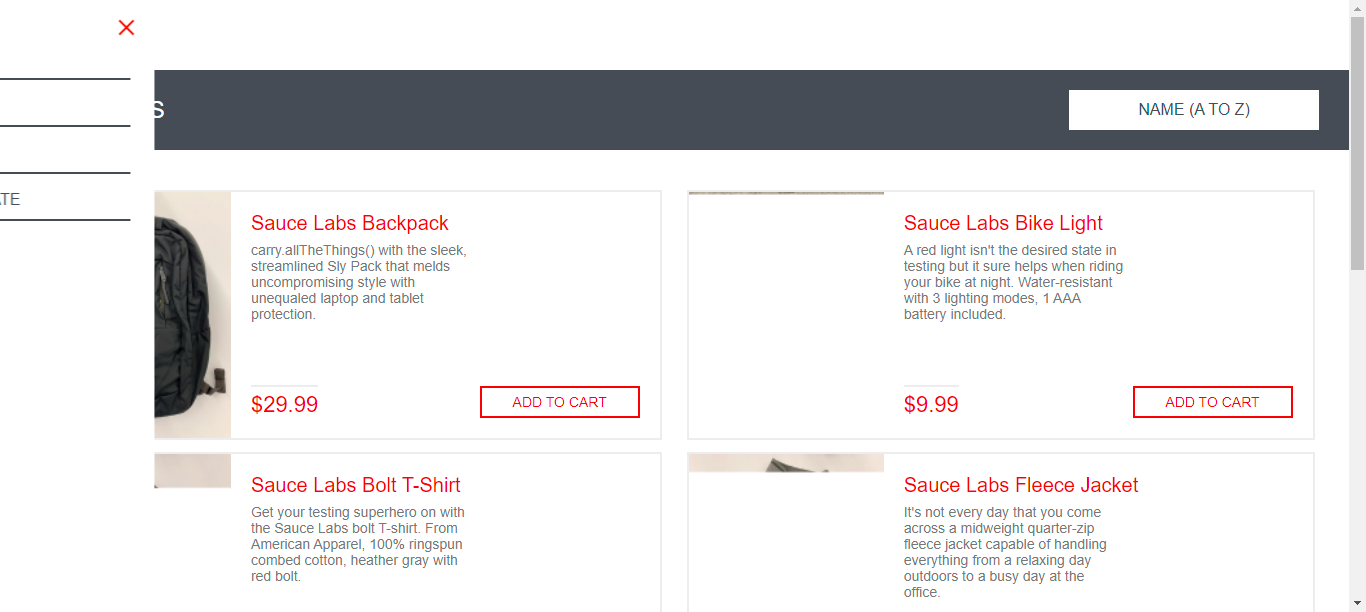 S
NAME (A TO Z)
ATE
Sauce Labs Backpack
carry.allTheThings() with the sleek,
streamlined Sly Pack that melds
uncompromising style with
unequaled laptop and tablet
protection.
$29.99
ADD TO CART
Sauce Labs Bike Light
A red light isn't the desired state in
testing but it sure helps when riding
your bike at night. Water-resistant
with 3 lighting modes, 1 AAA
battery included.
$9.99
ADD TO CART
Sauce Labs Bolt T-Shirt
Get your testing superhero on with
the Sauce Labs bolt T-shirt. From
American Apparel, 100% ringspun
combed cotton, heather gray with
red bolt.
Sauce Labs Fleece Jacket
It's not every day that you come
across a midweight quarter-zip
fleece jacket capable of handling
everything from a relaxing day
outdoors to a busy day at the
office.